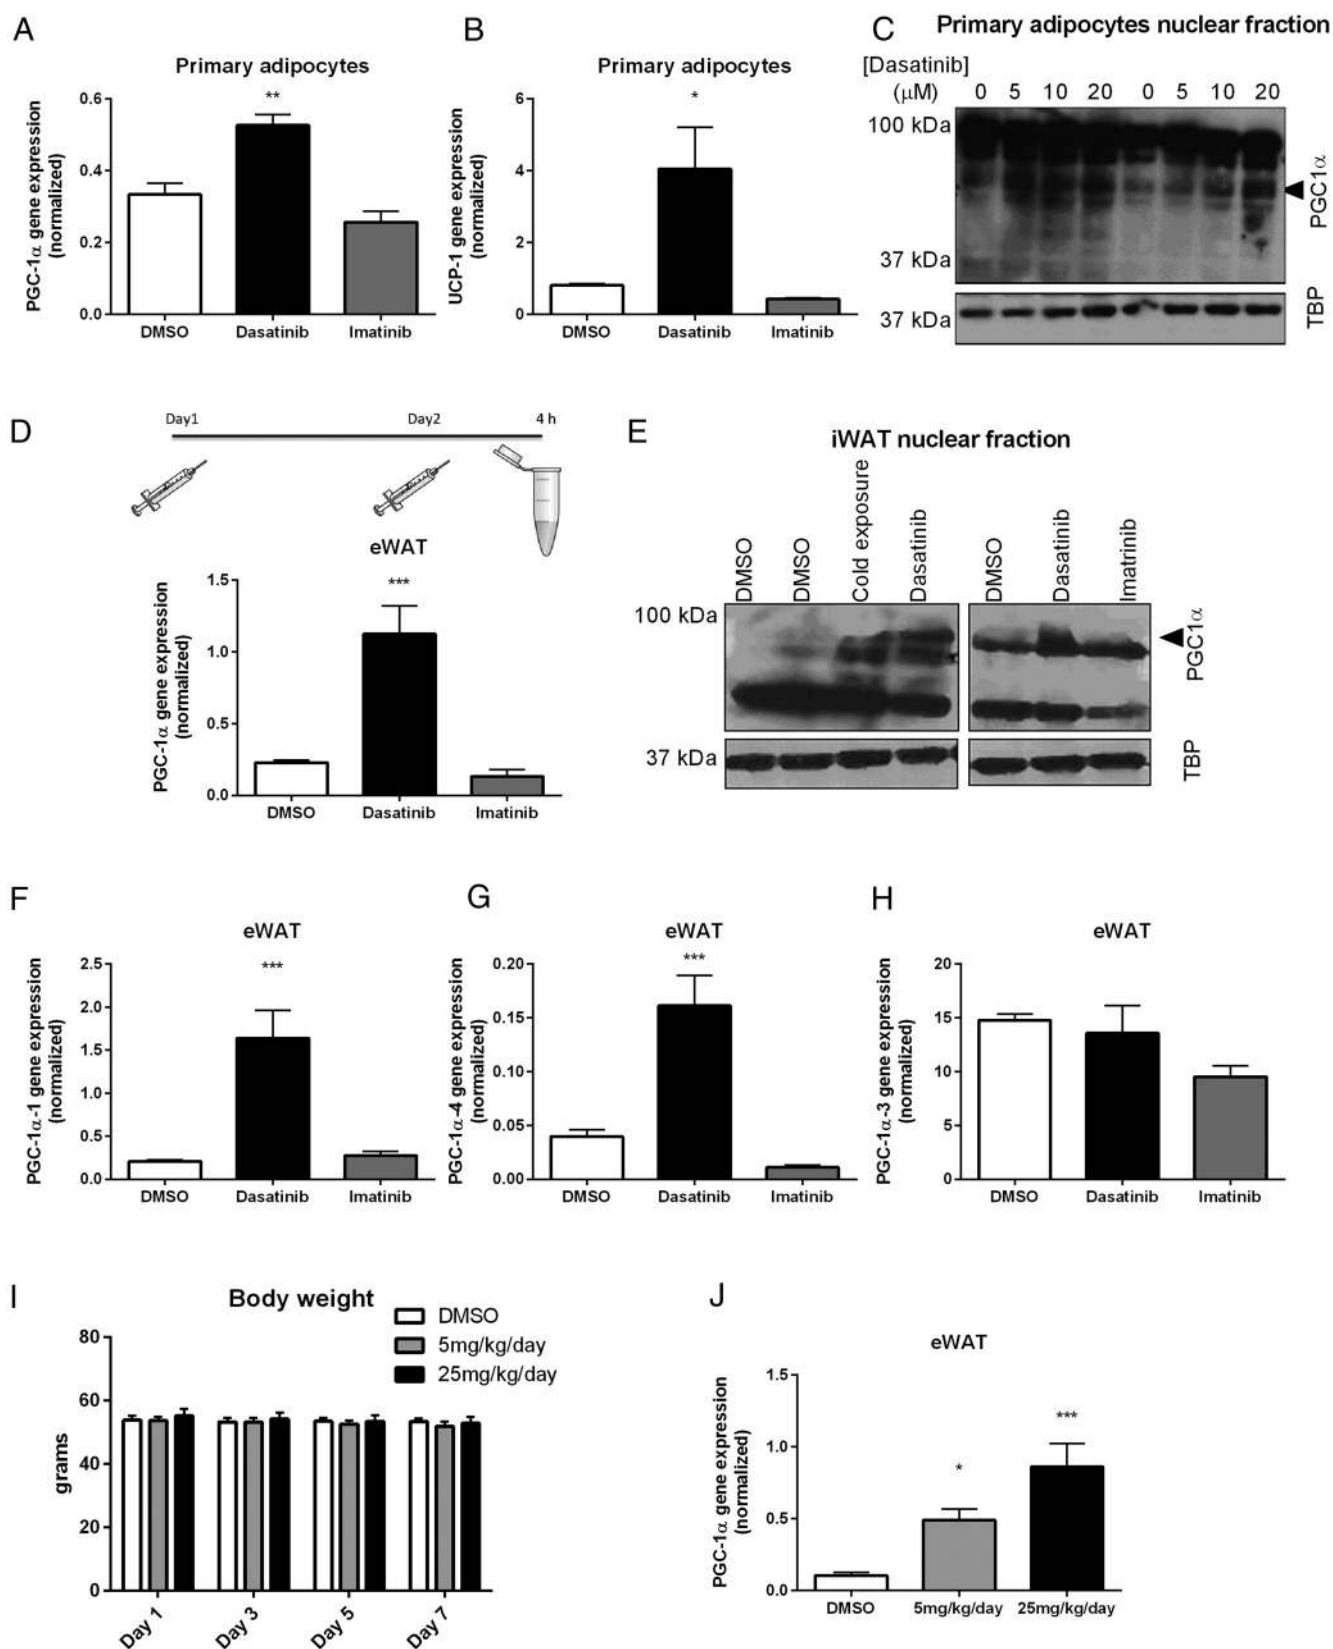 A
Primary adipocytes
PGC-1α gene expression
(normalized)
0.6
0.4
0.2
0.0
**
DMSO
Dasatinib
Imatinib
B
Primary adipocytes
UCP-1 gene expression
(normalized)
6
4
2
0
*
DMSO
Dasatinib
Imatinib
C
Primary adipocytes nuclear fraction
[Dasatinib]
(μM)
0 5 10 20 0 5 10 20
100 kDa
37 kDa
PGC1α
37 kDa
TBP
D
Day1
Day2
4 h
eWAT
PGC-1α gene expression
(normalized)
1.5
1.0
0.5
0.0
***
DMSO
Dasatinib
Imatinib
E
iWAT nuclear fraction
DMSO
DMSO
Cold exposure
Dasatinib
DMSO
Dasatinib
Imatrinib
100 kDa
PGC1α
37 kDa
TBP
F
eWAT
PGC-1α-1 gene expression
(normalized)
2.5
2.0
1.5
1.0
0.5
0.0
***
DMSO
Dasatinib
Imatinib
G
eWAT
PGC-1α-4 gene expression
(normalized)
0.20
0.15
0.10
0.05
0.00
***
DMSO
Dasatinib
Imatinib
H
eWAT
PGC-1α-3 gene expression
(normalized)
20
15
10
5
0
DMSO
Dasatinib
Imatinib
I
Body weight
DMSO
5mg/kg/day
25mg/kg/day
grams
80
60
40
20
0
Day 1
Day 3
Day 5
Day 7
J
eWAT
PGC-1α gene expression
(normalized)
1.5
1.0
0.5
0.0
*
***
DMSO
5mg/kg/day
25mg/kg/day